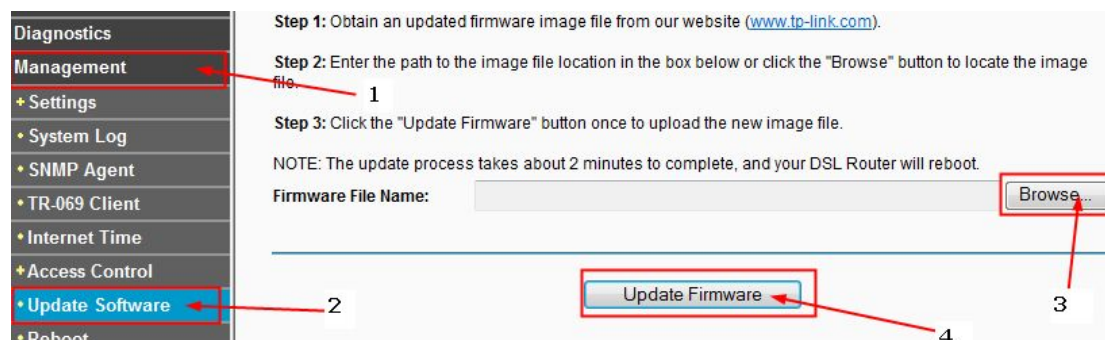 Diagnostics
Management
+ Settings
• System Log
• SNMP Agent
• TR-069 Client
• Internet Time
+ Access Control
• Update Software
• Reboot
Step 1: Obtain an updated firmware image file from our website (www.tp-link.com).
Step 2: Enter the path to the image file location in the box below or click the "Browse" button to locate the image
file.
Step 3: Click the "Update Firmware" button once to upload the new image file.
NOTE: The update process takes about 2 minutes to complete, and your DSL Router will reboot.
Firmware File Name:
Browse...
Update Firmware
1
2
3
4